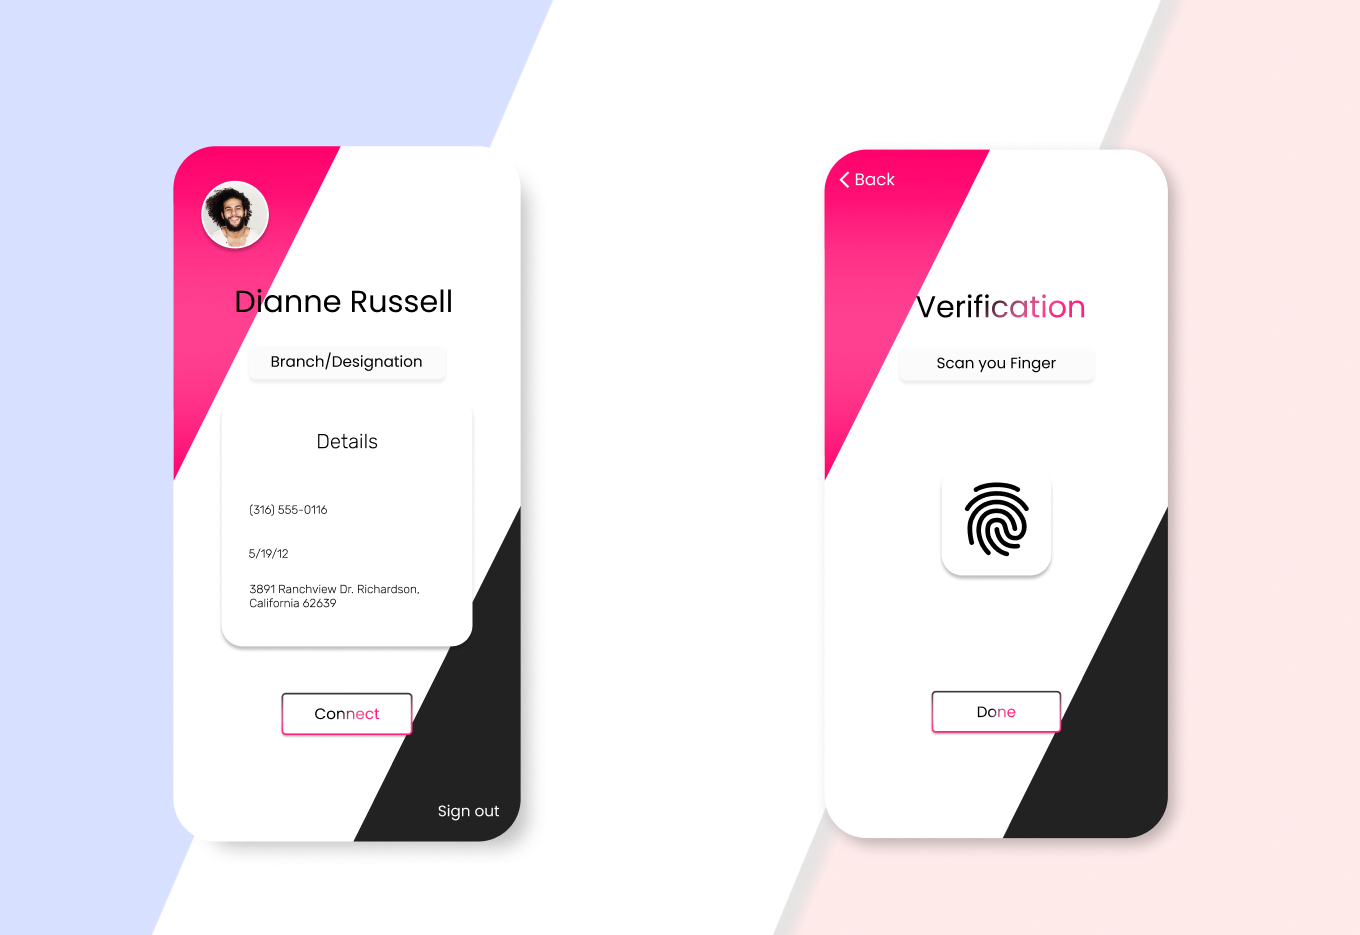 Dianne Russell
Branch/Designation
Details
(316) 555-0116
5/19/12
3891 Ranchview Dr. Richardson,
California 62639
Connect
Sign out
Back
Verification
Scan you Finger
Done